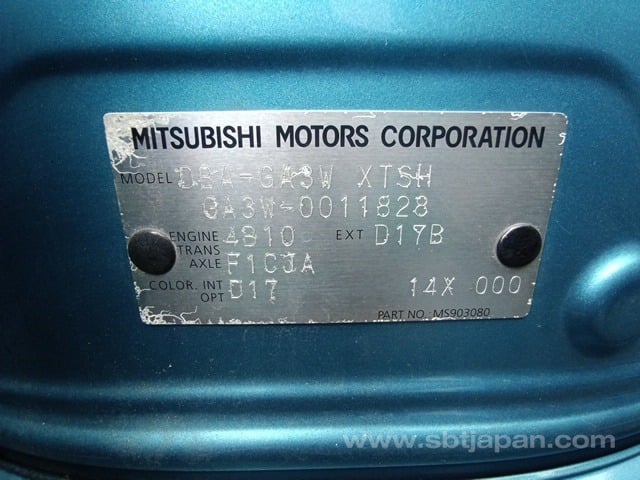 MITSUBISHI MOTORS CORPORATION
MODEL DBA-GA3W XTSH
GA3W-0011828
ENGINE 4B10 EXT D17B
TRANS
AXLE F1CJA
COLOR. INT D17 14X 000
OPT
PART NO. MS903080
www.sbtjapan.com